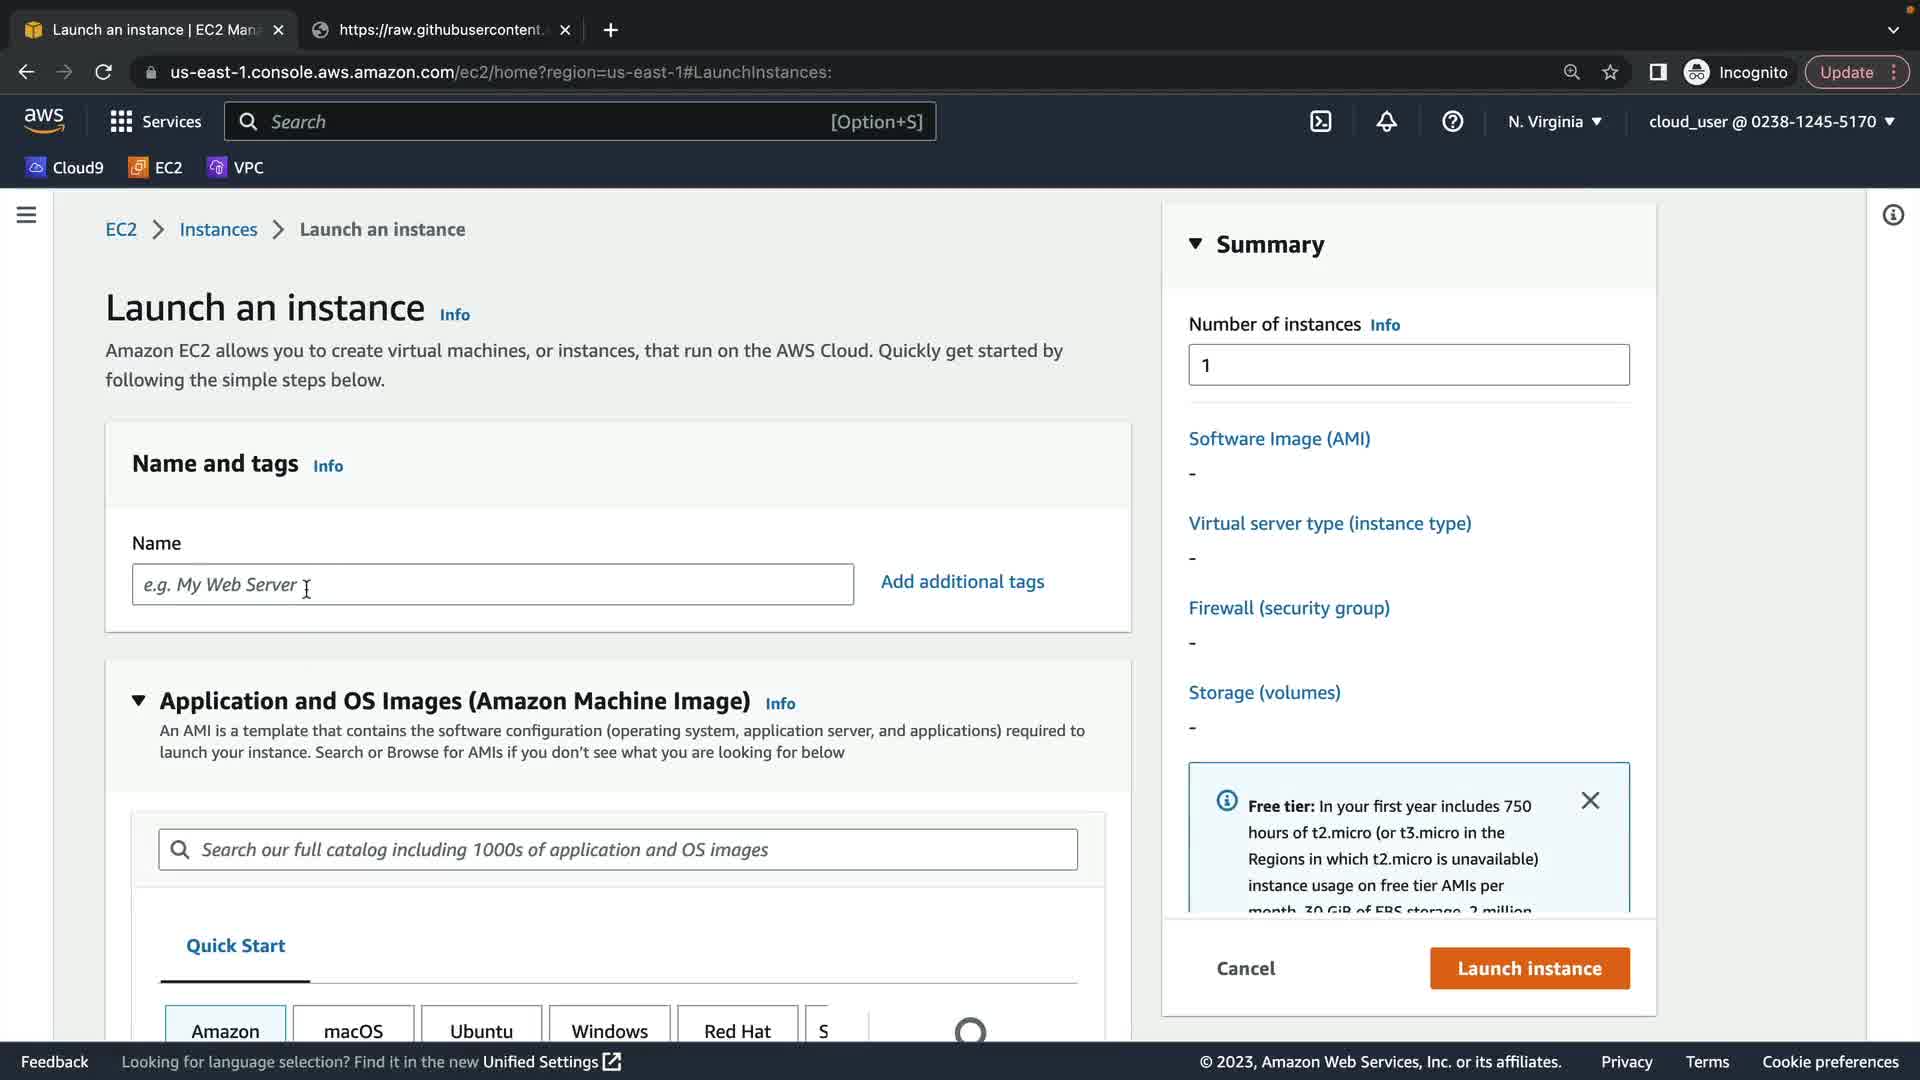 Launch an instance | EC2 Mana
https://raw.githubusercontent.
us-east-1.console.aws.amazon.com/ec2/home?region=us-east-1#LaunchInstances:
Incognito
Update
aws
Services
Search
[Option+S]
N. Virginia
cloud_user @ 0238-1245-5170
Cloud9
EC2
VPC
EC2 > Instances > Launch an instance
Launch an instance Info
Amazon EC2 allows you to create virtual machines, or instances, that run on the AWS Cloud. Quickly get started by
following the simple steps below.
Name and tags Info
Name
e.g. My Web Server
Add additional tags
Application and OS Images (Amazon Machine Image) Info
An AMI is a template that contains the software configuration (operating system, application server, and applications) required to
launch your instance. Search or Browse for AMIs if you don't see what you are looking for below
Search our full catalog including 1000s of application and OS images
Quick Start
Amazon
macOS
Ubuntu
Windows
Red Hat
S
Summary
Number of instances Info
1
Software Image (AMI)
-
Virtual server type (instance type)
-
Firewall (security group)
-
Storage (volumes)
-
Free tier: In your first year includes 750
hours of t2.micro (or t3.micro in the
Regions in which t2.micro is unavailable)
instance usage on free tier AMIs per
month, 30 GiB of EBS storage, 2 million
Cancel
Launch instance
Feedback
Looking for language selection? Find it in the new Unified Settings
© 2023, Amazon Web Services, Inc. or its affiliates.
Privacy
Terms
Cookie preferences